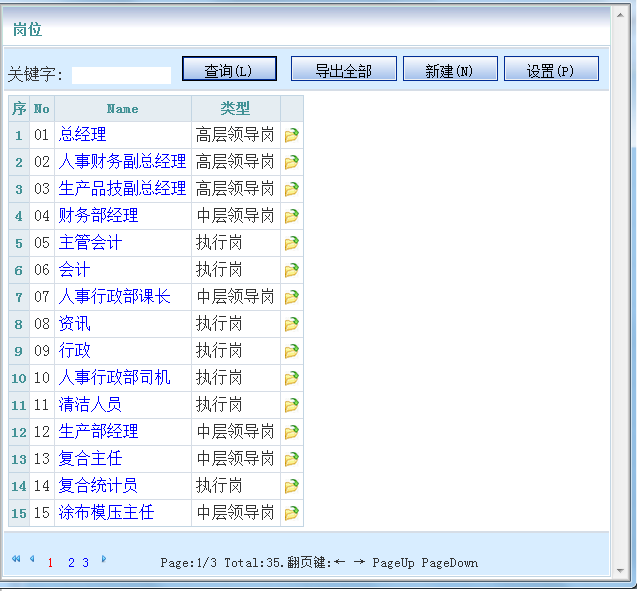 岗位
关键字: 查询(L) 导出全部 新建(N) 设置(P)
序 No Name 类型
1 01 总经理 高层领导岗
2 02 人事财务副总经理 高层领导岗
3 03 生产品技副总经理 高层领导岗
4 04 财务部经理 中层领导岗
5 05 主管会计 执行岗
6 06 会计 执行岗
7 07 人事行政部课长 中层领导岗
8 08 资讯 执行岗
9 09 行政 执行岗
10 10 人事行政部司机 执行岗
11 11 清洁人员 执行岗
12 12 生产部经理 中层领导岗
13 13 复合主任 中层领导岗
14 14 复合统计员 执行岗
15 15 涂布模压主任 中层领导岗
1 2 3 Page:1/3 Total:35.翻页键:← → PageUp PageDown